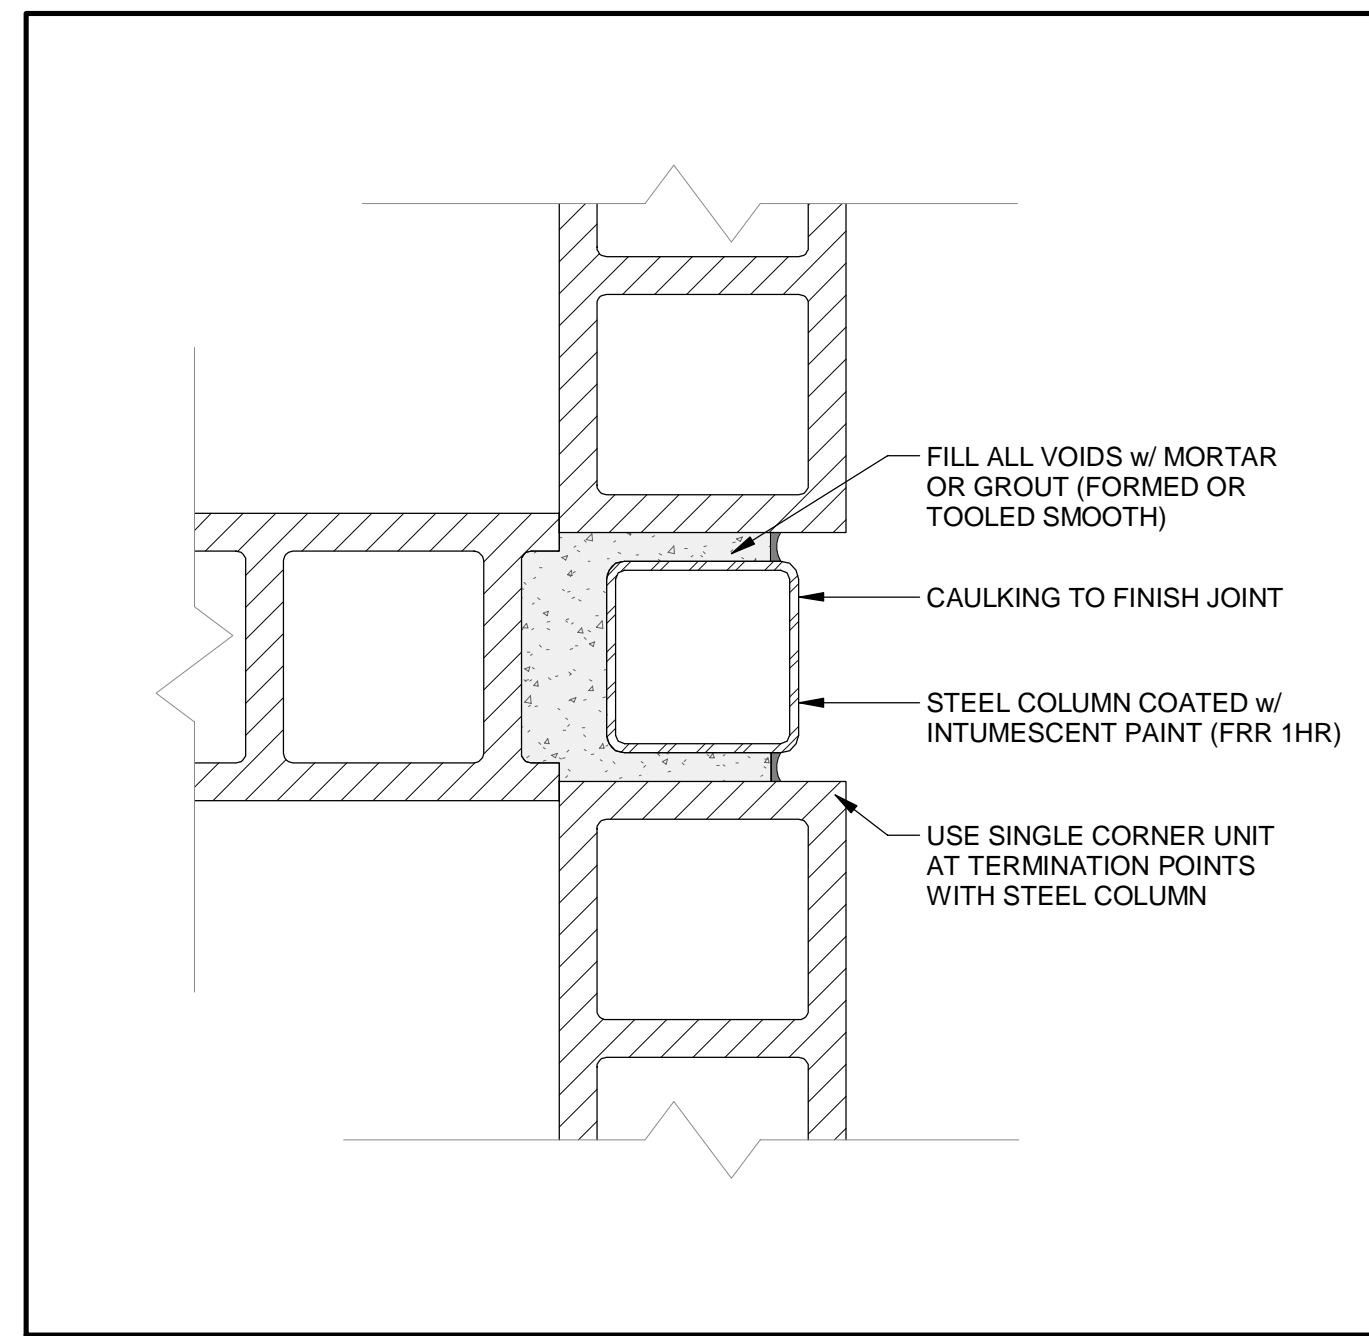 FILL ALL VOIDS w/ MORTAR
OR GROUT (FORMED OR
TOOLED SMOOTH)
CAULKING TO FINISH JOINT
STEEL COLUMN COATED w/
INTUMESCENT PAINT (FRR 1HR)
USE SINGLE CORNER UNIT
AT TERMINATION POINTS
WITH STEEL COLUMN